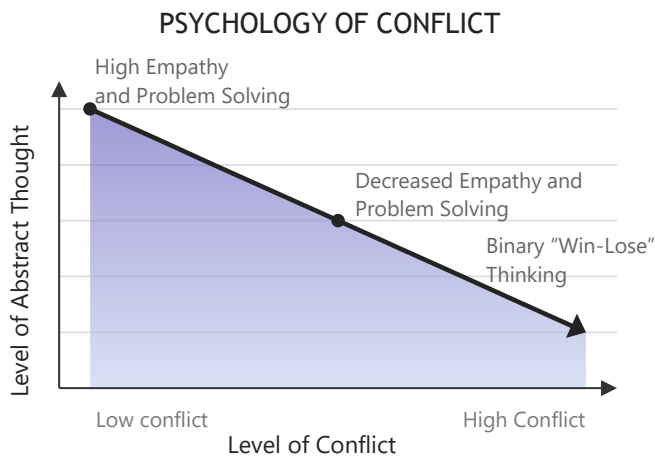 PSYCHOLOGY OF CONFLICT
High Empathy
and Problem Solving
Decreased Empathy and
Problem Solving
Binary “Win-Lose”
Thinking
Level of Abstract Thought
Low conflict
High Conflict
Level of Conflict